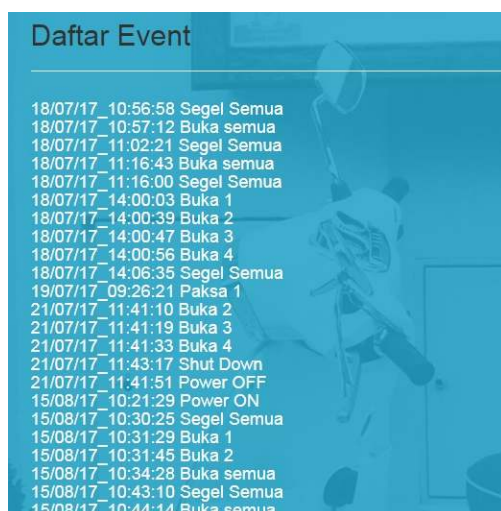 Daftar Event
18/07/17_10:56:58 Segel Semua
18/07/17_10:57:12 Buka semua
18/07/17_11:02:21 Segel Semua
18/07/17_11:16:43 Buka semua
18/07/17_11:16:00 Segel Semua
18/07/17_14:00:03 Buka 1
18/07/17_14:00:39 Buka 2
18/07/17_14:00:47 Buka 3
18/07/17_14:00:56 Buka 4
18/07/17_14:06:35 Segel Semua
19/07/17_09:26:21 Paksa 1
21/07/17_11:41:10 Buka 2
21/07/17_11:41:19 Buka 3
21/07/17_11:41:33 Buka 4
21/07/17_11:43:17 Shut Down
21/07/17_11:41:51 Power OFF
15/08/17_10:21:29 Power ON
15/08/17_10:30:25 Segel Semua
15/08/17_10:31:29 Buka 1
15/08/17_10:31:45 Buka 2
15/08/17_10:34:28 Buka semua
15/08/17_10:43:10 Segel Semua
15/08/17_10:44:14 Buka semua